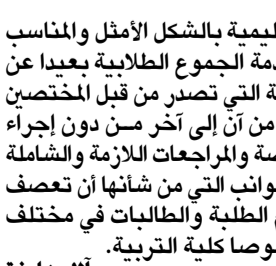 ليمية بالشكل الأمثل والمناسب
دمة الجموع الطلابية بعيدا عن
ة التي تصدر من قبل المختصين
من آن إلى آخر مــن دون إجراء
صة والمراجعات اللازمة والشاملة
وانب التي من شأنها أن تعصف
الطلبة والطالبات في مختلف
وصا كلية التربية.